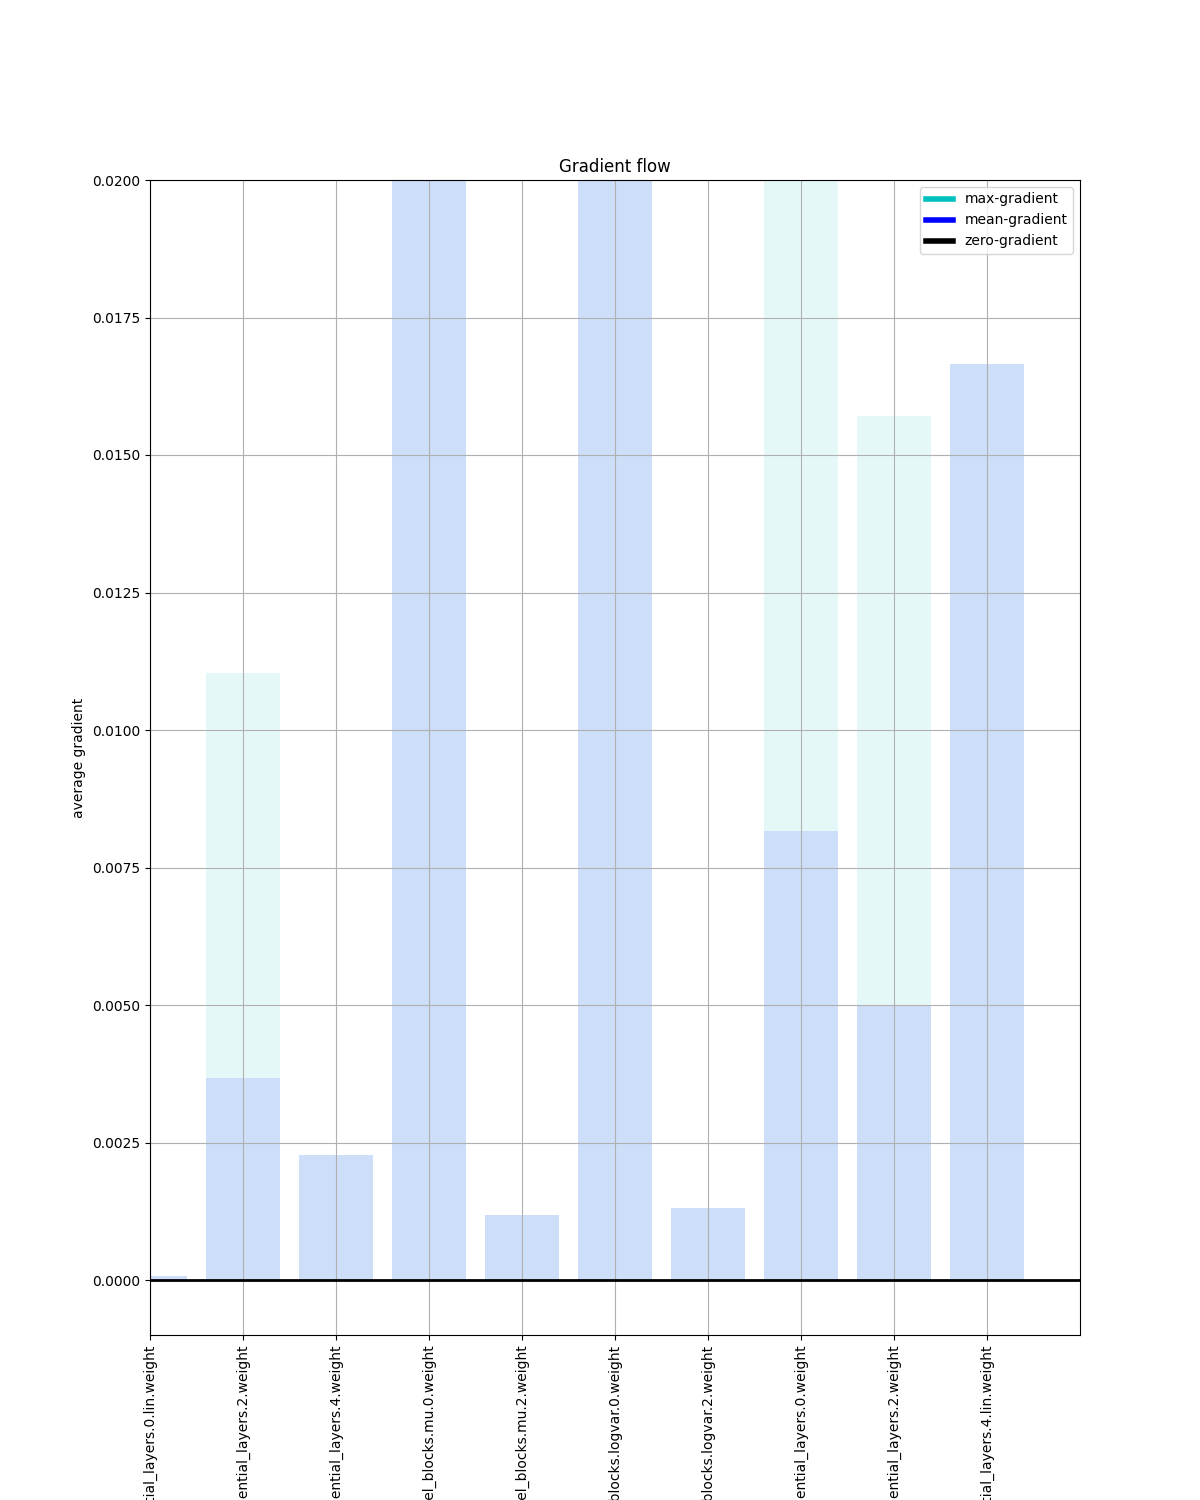 Gradient flow
max-gradient
mean-gradient
zero-gradient
0.0200
0.0175
0.0150
0.0125
0.0100
0.0075
0.0050
0.0025
0.0000
average gradient
tial_layers.0.lin.weight
ential_layers.2.weight
ential_layers.4.weight
el_blocks.mu.0.weight
el_blocks.mu.2.weight
blocks.logvar.0.weight
blocks.logvar.2.weight
ential_layers.0.weight
ential_layers.2.weight
tial_layers.4.lin.weight